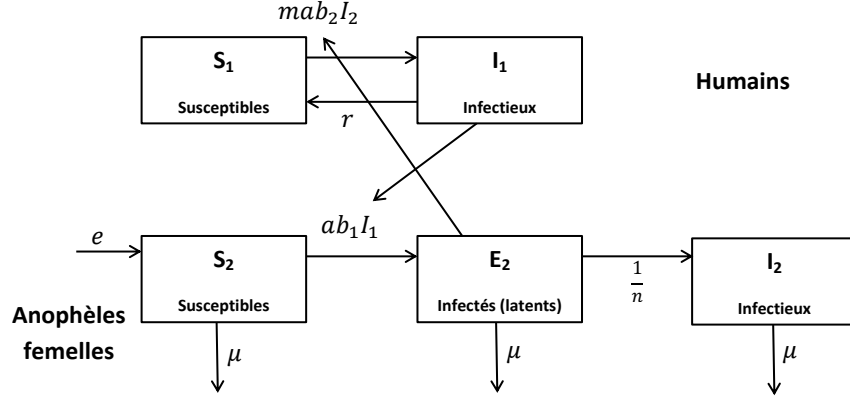 mab₂I₂
S₁
Susceptibles
I₁
Infectieux
Humains
r
e
S₂
Susceptibles
ab₁I₁
E₂
Infectés (latents)
1/n
I₂
Infectieux
Anophèles
femelles
μ
μ
μ